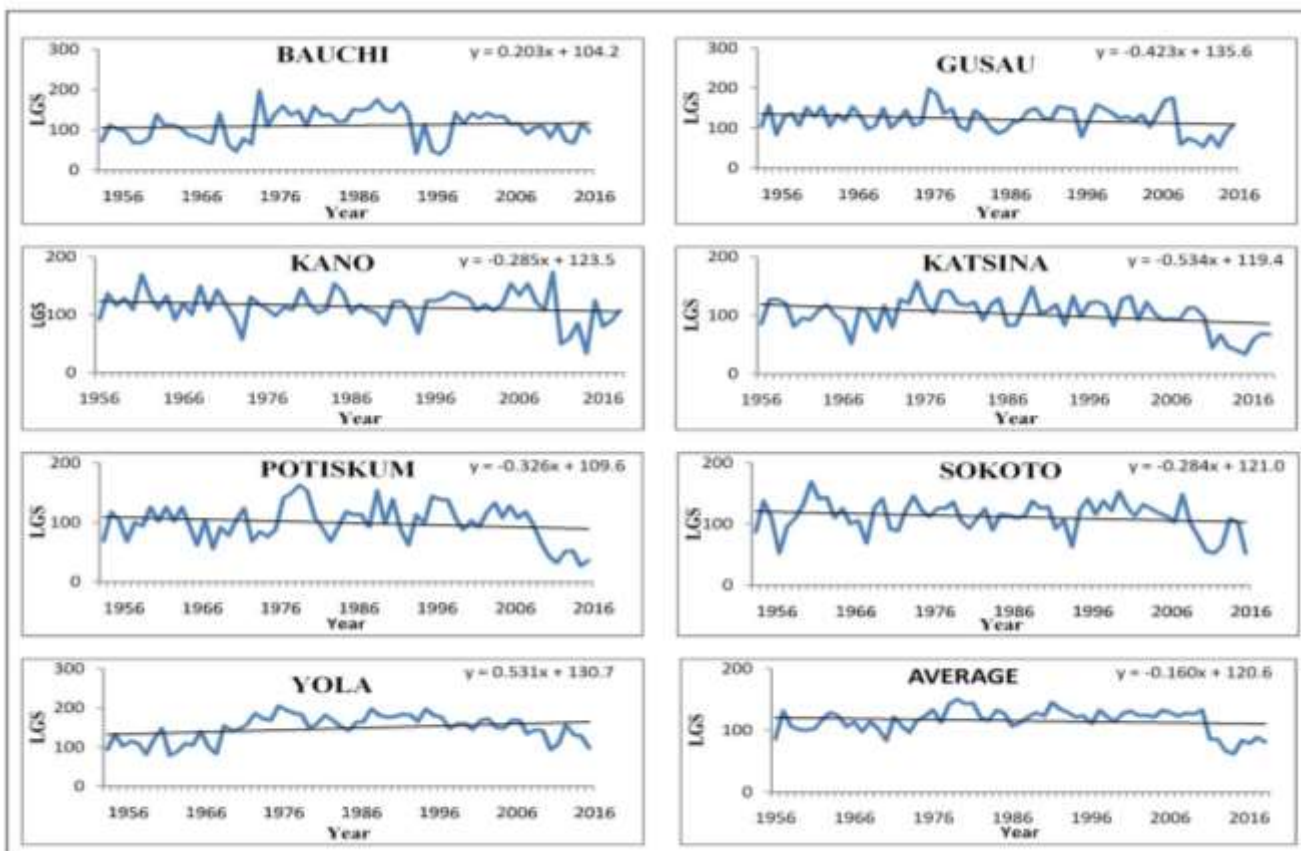 BAUCHI
y = 0.203x + 104.2
300
200
100
0
LGS
1956 1966 1976 1986 1996 2006 2016
Year
GUSAU
y = -0.423x + 135.6
300
200
100
0
LGS
1956 1966 1976 1986 1996 2006 2016
Year
KANO
y = -0.285x + 123.5
200
100
0
LGS
1956 1966 1976 1986 1996 2006 2016
Year
KATSINA
y = -0.534x + 119.4
200
100
0
LGS
1956 1966 1976 1986 1996 2006 2016
Year
POTISKUM
y = -0.326x + 109.6
200
100
0
LGS
1956 1966 1976 1986 1996 2006 2016
Year
SOKOTO
y = -0.284x + 121.0
200
100
0
LGS
1956 1966 1976 1986 1996 2006 2016
Year
YOLA
y = 0.531x + 130.7
300
200
100
0
LGS
1956 1966 1976 1986 1996 2006 2016
Year
AVERAGE
y = -0.160x + 120.6
200
100
0
LGS
1956 1966 1976 1986 1996 2006 2016
Year